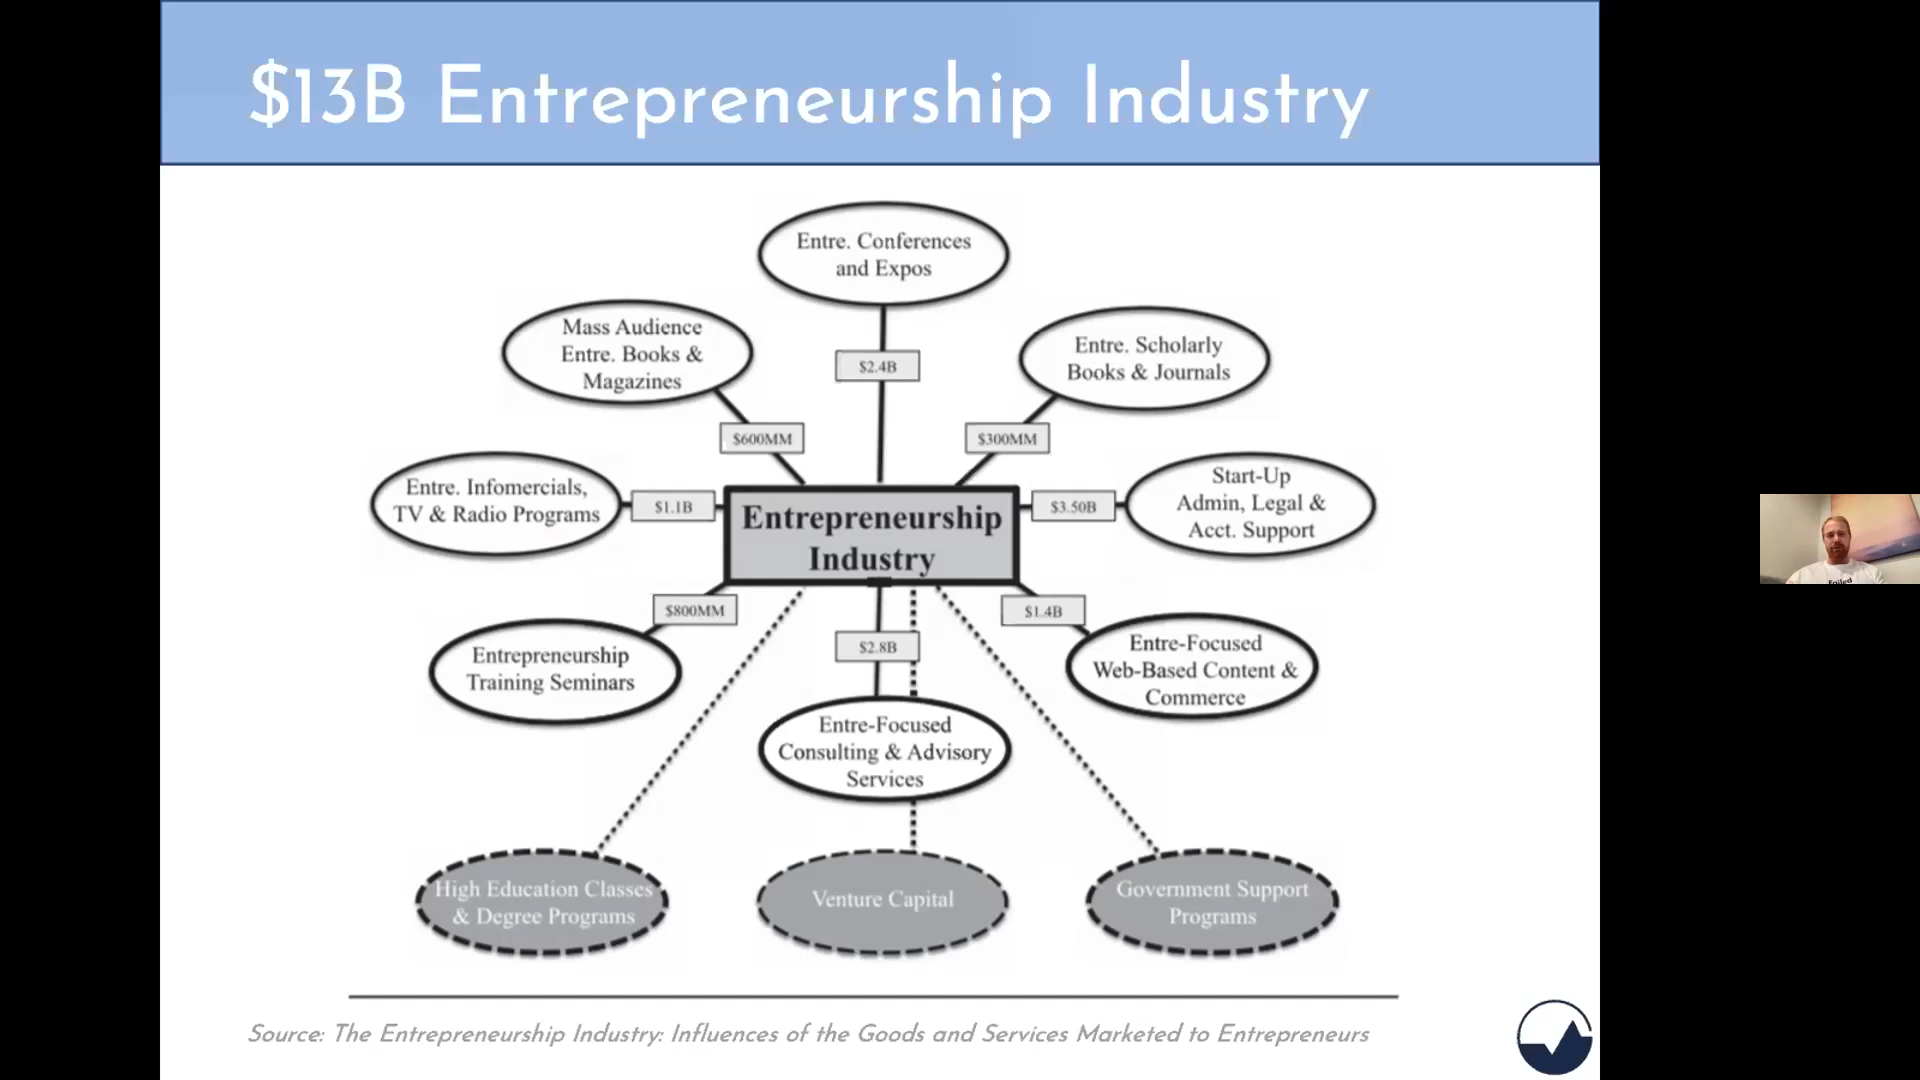 $13B Entrepreneurship Industry
Entre. Conferences
and Expos
Mass Audience
Entre. Books &
Magazines
Entre. Scholarly
Books & Journals
$2.4B
$600MM
$300MM
Entre. Infomercials,
TV & Radio Programs
$1.1B
Entrepreneurship
Industry
$3.50B
Start-Up
Admin, Legal &
Acct. Support
$800MM
$2.8B
$1.4B
Entrepreneurship
Training Seminars
Entre-Focused
Consulting & Advisory
Services
Entre-Focused
Web-Based Content &
Commerce
High Education Classes
& Degree Programs
Venture Capital
Government Support
Programs
Source: The Entrepreneurship Industry: Influences of the Goods and Services Marketed to Entrepreneurs
Failed